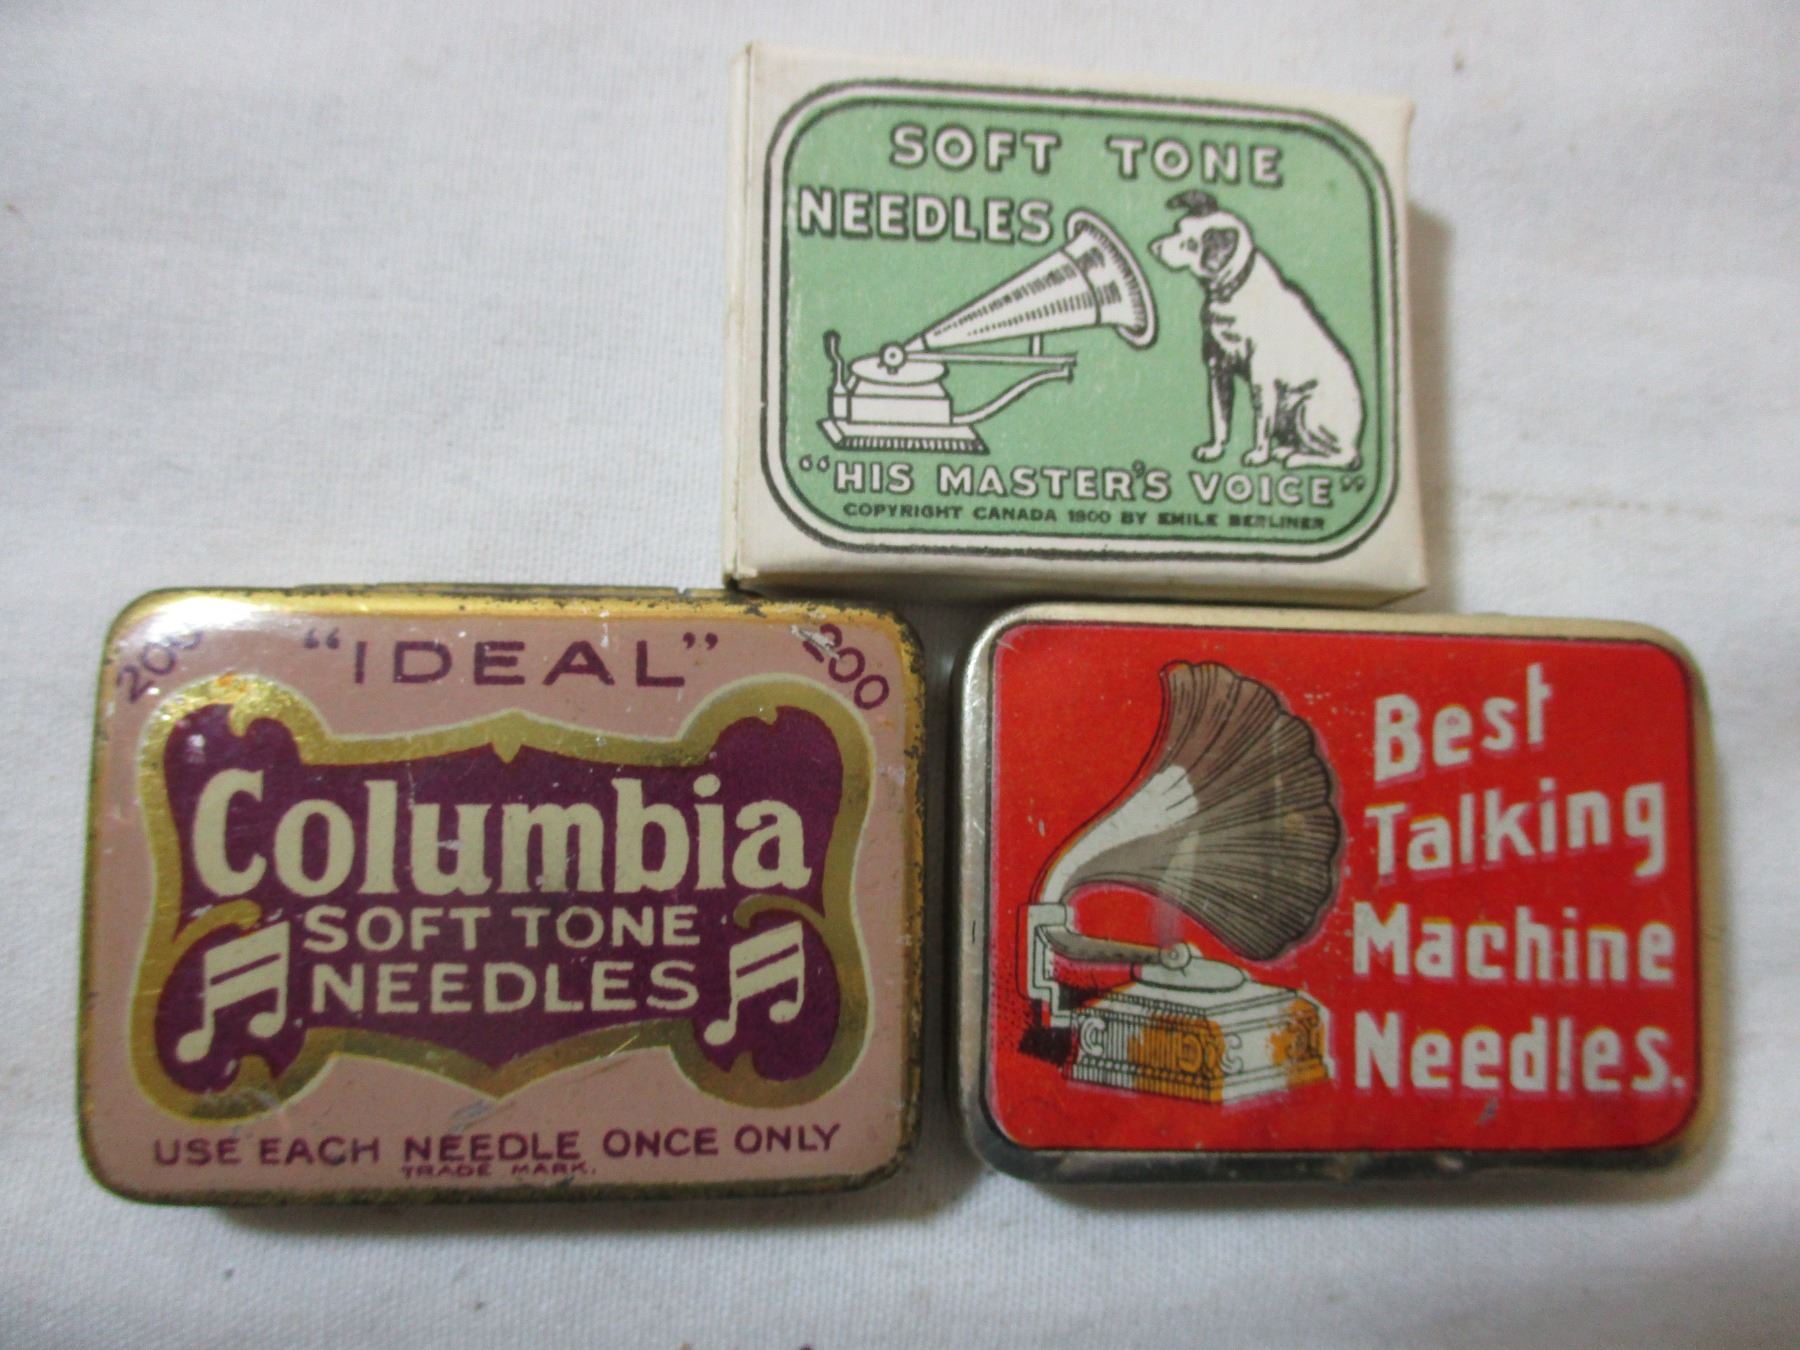 SOFT TONE
NEEDLES
"HIS MASTER'S VOICE"
COPYRIGHT CANADA 1900 BY EMILE BERLINER
200 "IDEAL" 200
Columbia
SOFT TONE
NEEDLES
USE EACH NEEDLE ONCE ONLY
TRADE MARK.
Best
Talking
Machine
Needles.